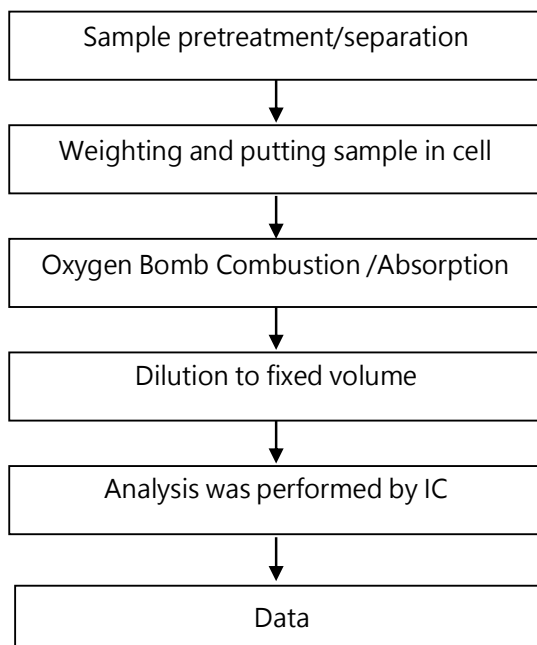 Sample pretreatment/separation
Weighting and putting sample in cell
Oxygen Bomb Combustion /Absorption
Dilution to fixed volume
Analysis was performed by IC
Data